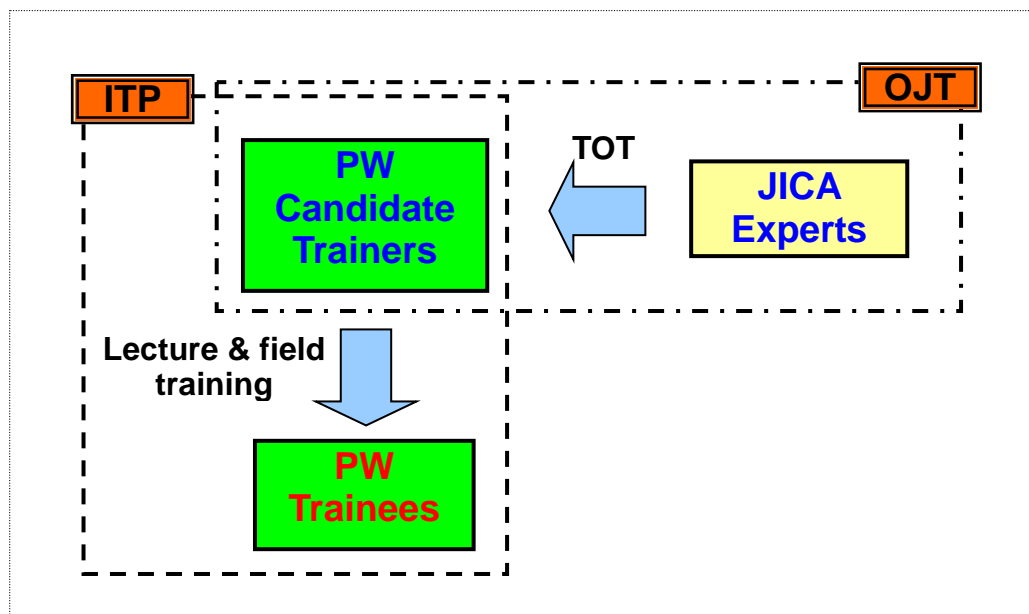 ITP
OJT
TOT
PW
Candidate
Trainers
JICA
Experts
Lecture & field
training
PW
Trainees